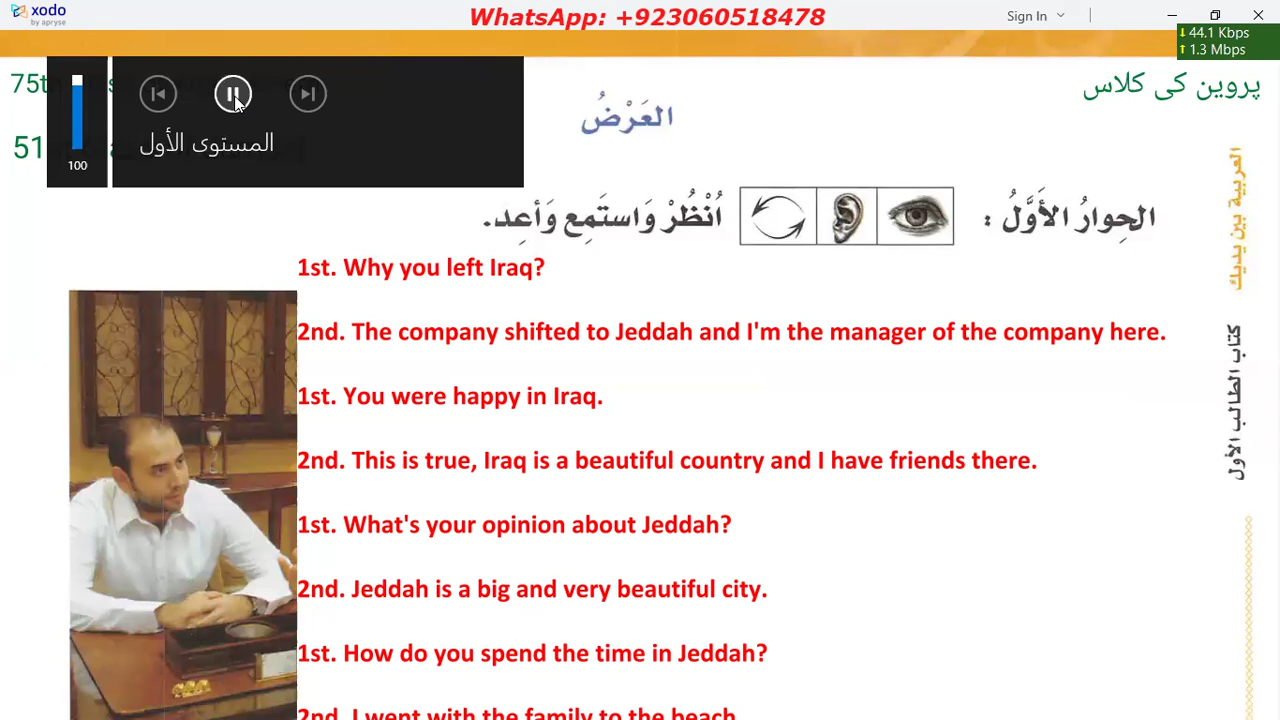 xodo
by apryse
WhatsApp: +923060518478
Sign In
↓ 44.1 Kbps
↑ 1.3 Mbps
75th
پروین کی کلاس
العَرْضُ
51
المستوى الأول
100
الحِوارُ الأَوَّلُ :
اُنْظُرْ وَاستَمِع وَأعِد.
1st. Why you left Iraq?
2nd. The company shifted to Jeddah and I'm the manager of the company here.
1st. You were happy in Iraq.
2nd. This is true, Iraq is a beautiful country and I have friends there.
1st. What's your opinion about Jeddah?
2nd. Jeddah is a big and very beautiful city.
1st. How do you spend the time in Jeddah?
2nd. I went with the family to the beach.
العربية بين يديك
كتاب الطالب الأول